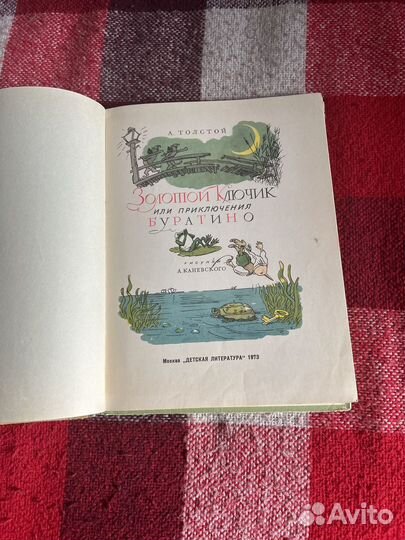 А. ТОЛСТОЙ
ЗОЛОТОЙ КЛЮЧИК
ИЛИ ПРИКЛЮЧЕНИЯ
БУРАТИНО
рисунки
А. КАНЕВСКОГО
Москва „ДЕТСКАЯ ЛИТЕРАТУРА" 1973
Avito